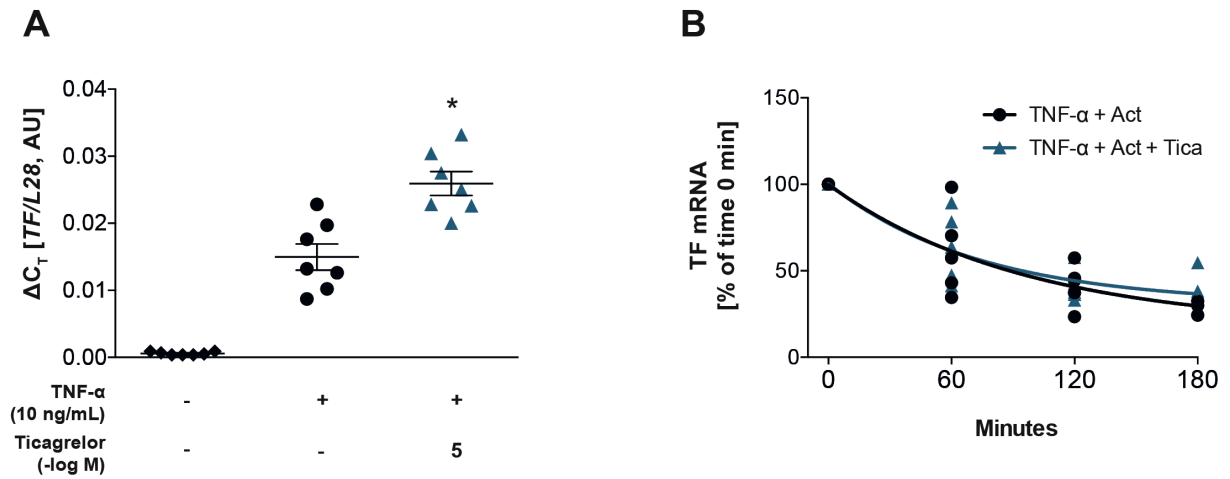 A
ΔC_T [TF/L28, AU]
0.04
0.03
0.02
0.01
0.00
*
TNF-α
(10 ng/mL)
- + +
Ticagrelor
(-log M)
- - 5
B
TF mRNA
[% of time 0 min]
150
100
50
0
TNF-α + Act
TNF-α + Act + Tica
0 60 120 180
Minutes